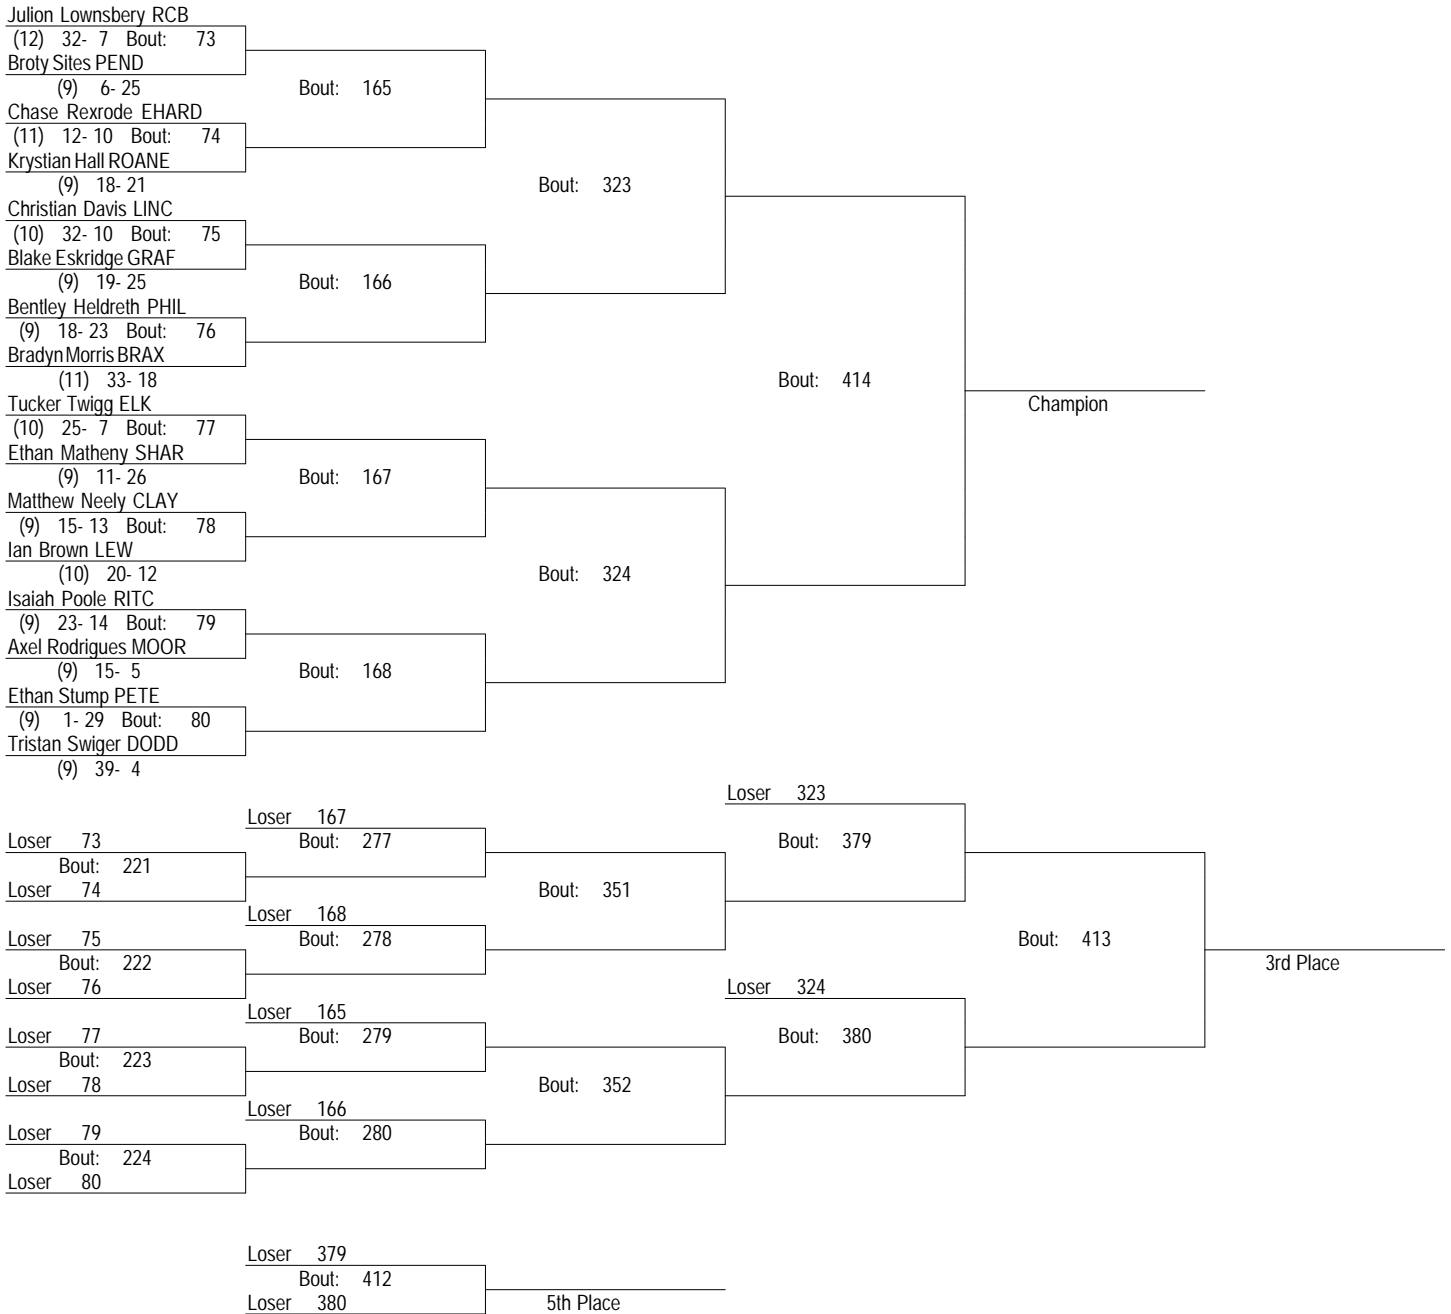 Julion Lownsbery RCB
(12) 32- 7 Bout: 73
Broty Sites PEND
(9) 6- 25
Bout: 165
Chase Rexrode EHARD
(11) 12- 10 Bout: 74
Krystian Hall ROANE
(9) 18- 21
Bout: 323
Christian Davis LINC
(10) 32- 10 Bout: 75
Blake Eskridge GRAF
(9) 19- 25
Bout: 166
Bentley Heldreth PHIL
(9) 18- 23 Bout: 76
Bradyn Morris BRAX
(11) 33- 18
Bout: 414
Champion
Tucker Twigg ELK
(10) 25- 7 Bout: 77
Ethan Matheny SHAR
(9) 11- 26
Bout: 167
Matthew Neely CLAY
(9) 15- 13 Bout: 78
Ian Brown LEW
(10) 20- 12
Bout: 324
Isaiah Poole RITC
(9) 23- 14 Bout: 79
Axel Rodrigues MOOR
(9) 15- 5
Bout: 168
Ethan Stump PETE
(9) 1- 29 Bout: 80
Tristan Swiger DODD
(9) 39- 4
Loser 323
Loser 167
Loser 73
Bout: 277
Bout: 379
Bout: 221
Loser 74
Bout: 351
Loser 168
Loser 75
Bout: 278
Bout: 413
Bout: 222
3rd Place
Loser 76
Loser 324
Loser 165
Loser 77
Bout: 279
Bout: 380
Bout: 223
Loser 78
Bout: 352
Loser 166
Loser 79
Bout: 280
Bout: 224
Loser 80
Loser 379
Bout: 412
Loser 380
5th Place